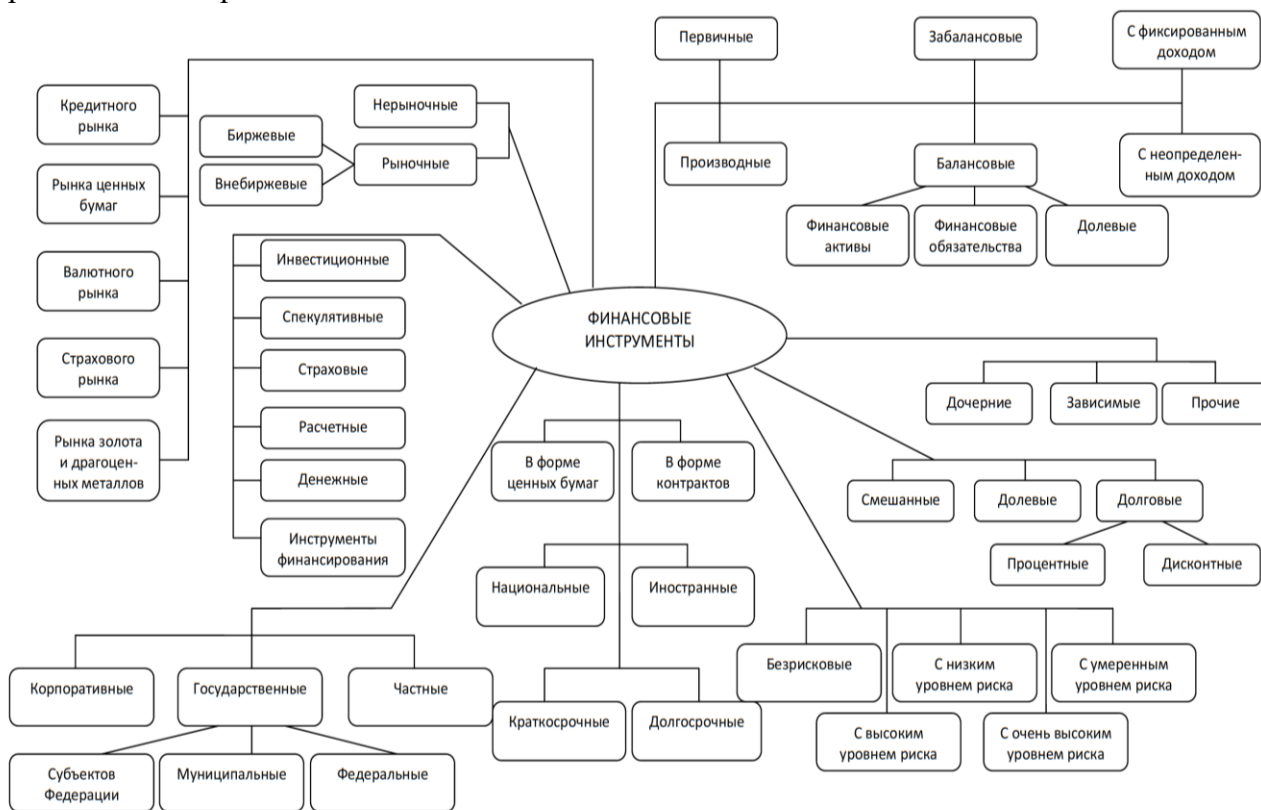 Первичные
Забалансовые
С фиксированным
доходом
Кредитного
рынка
Нерыночные
Биржевые
Рыночные
Внебиржевые
Производные
Балансовые
С неопределен-
ным доходом
Рынка ценных
бумаг
Финансовые
активы
Финансовые
обязательства
Долевые
Валютного
рынка
Инвестиционные
Спекулятивные
ФИНАНСОВЫЕ
ИНСТРУМЕНТЫ
Страхового
рынка
Страховые
Дочерние
Зависимые
Прочие
Рынка золота
и драгоцен-
ных металлов
Расчетные
Денежные
Инструменты
финансирования
В форме
ценных бумаг
В форме
контрактов
Смешанные
Долевые
Долговые
Процентные
Дисконтные
Национальные
Иностранные
Корпоративные
Государственные
Частные
Краткосрочные
Долгосрочные
Безрисковые
С низким
уровнем риска
С умеренным
уровнем риска
С высоким
уровнем риска
С очень высоким
уровнем риска
Субъектов
Федерации
Муниципальные
Федеральные